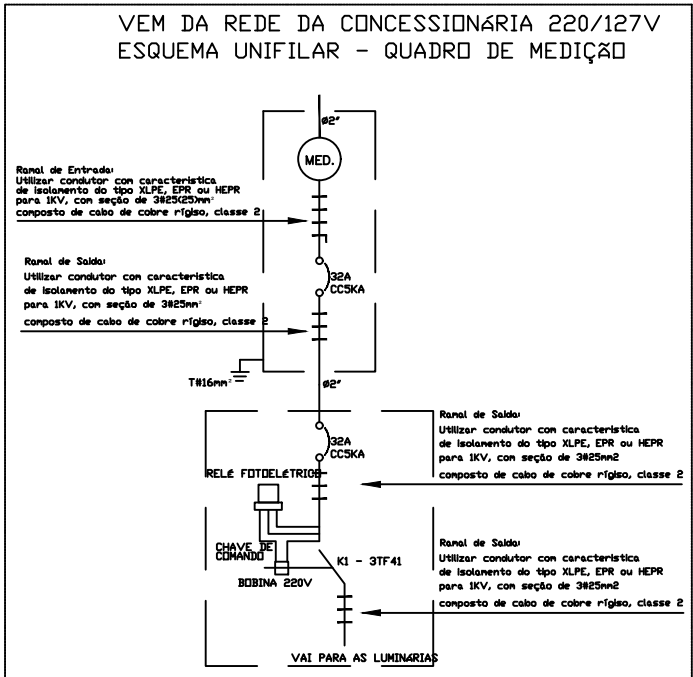 VEM DA REDE DA CONCESSIONáRIA 220/127V
ESQUEMA UNIFILAR - QUADRO DE MEDIÇÃO
ø2"
MED.
Ramal de Entrada:
Utilizar condutor com característica
de isolamento do tipo XLPE, EPR ou HEPR
para 1KV, com seção de 3#25(25)mm²
composto de cabo de cobre rígiso, classe 2
32A
CC5KA
Ramal de Saída:
Utilizar condutor com característica
de isolamento do tipo XLPE, EPR ou HEPR
para 1KV, com seção de 3#25mm²
composto de cabo de cobre rígiso, classe 2
T#16mm²
ø2"
32A
CC5KA
RELÉ FOTOELÉTRICO
Ramal de Saída:
Utilizar condutor com característica
de isolamento do tipo XLPE, EPR ou HEPR
para 1KV, com seção de 3#25mm2
composto de cabo de cobre rígiso, classe 2
CHAVE DE
COMANDO
BOBINA 220V
K1 - 3TF41
Ramal de Saída:
Utilizar condutor com característica
de isolamento do tipo XLPE, EPR ou HEPR
para 1KV, com seção de 3#25mm2
composto de cabo de cobre rígiso, classe 2
VAI PARA AS LUMINáRIAS